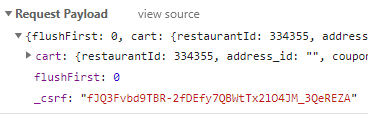 Request Payload view source
{flushFirst: 0, cart: {restaurantId: 334355, address
cart: {restaurantId: 334355, address_id: "", coupon
flushFirst: 0
_csrf: "fJQ3Fvbd9TBR-2fDEfy7QBWtTx2lO4JM_3QeREZA"